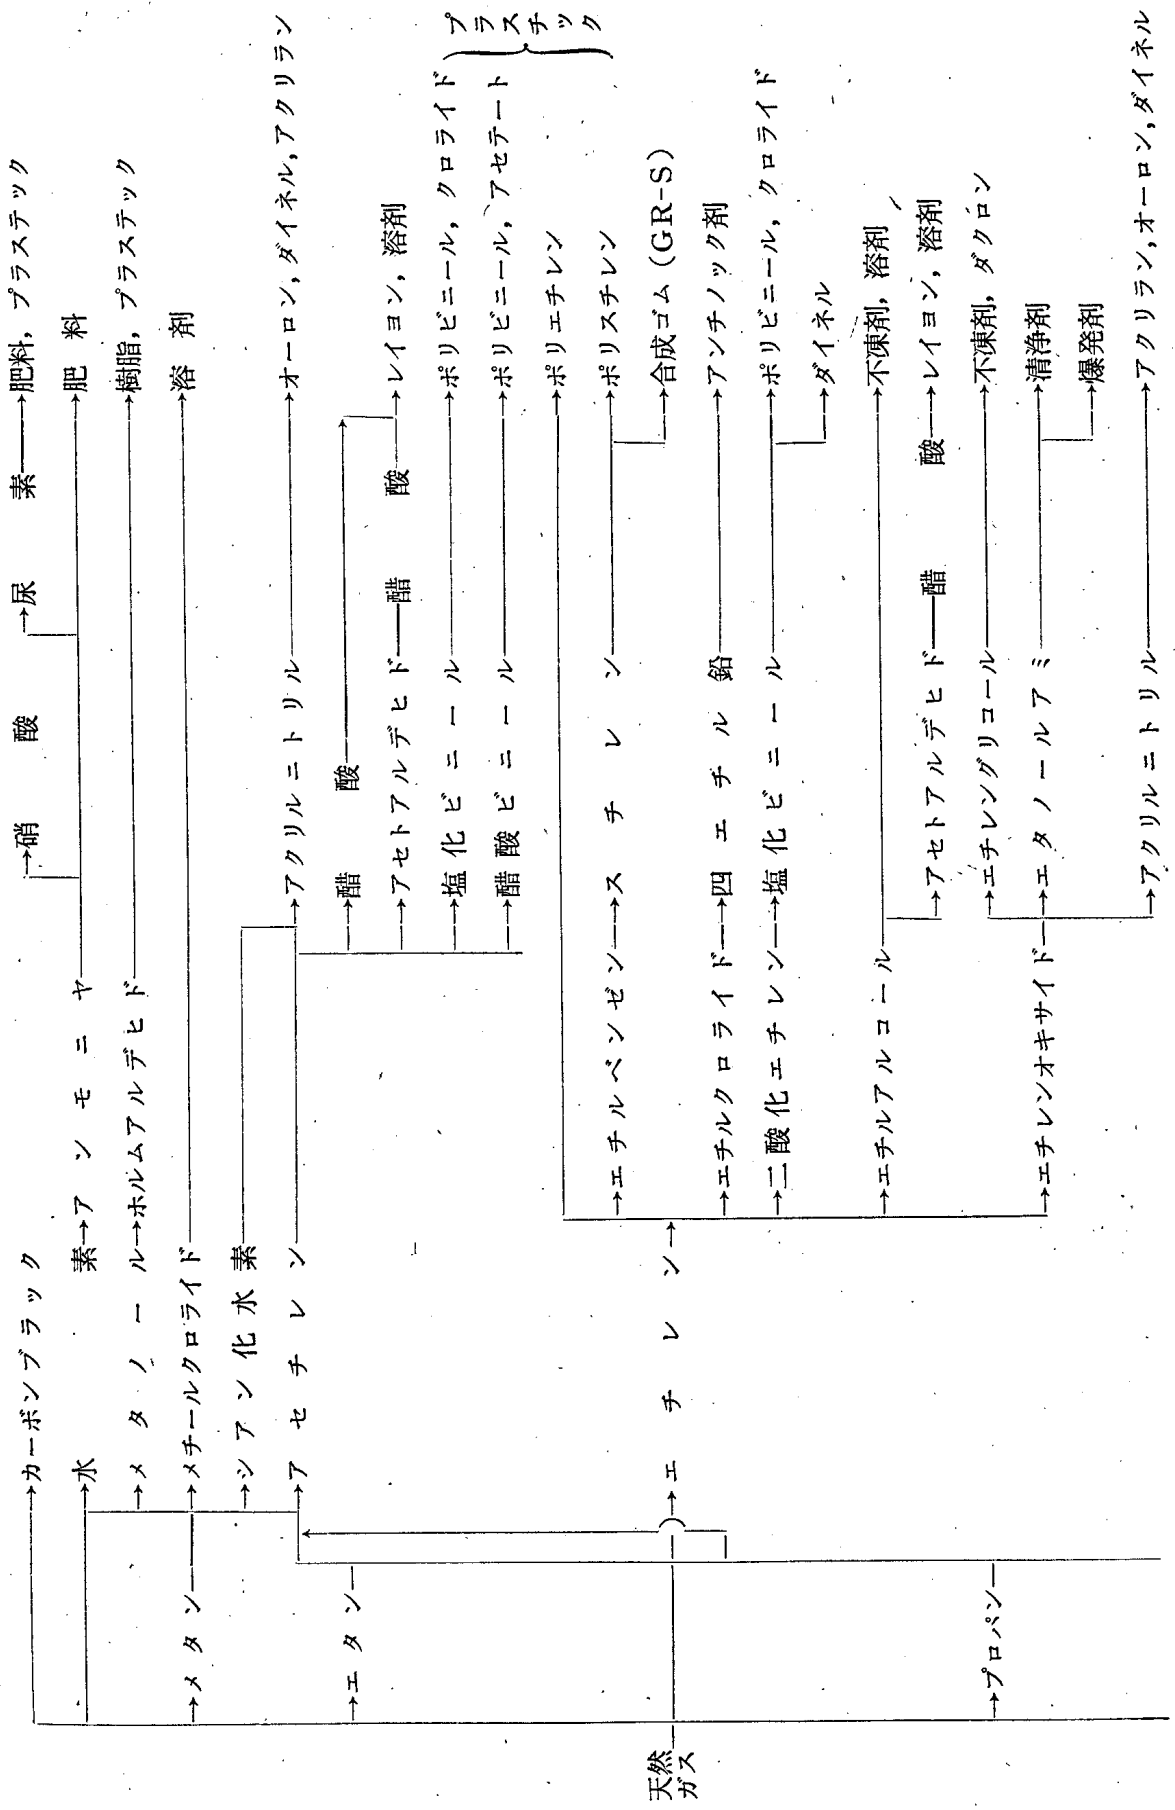 →カーボンブラック
→水素→アンモニヤ→肥料
→硝酸
→尿素→肥料, プラステック
→メタノール→ホルムアルデヒド→樹脂, プラステック
→メタン→メチールクロライド→溶剤
→シアン化水素
→アセチレン→アクリルニトリル→オーロン, ダイネル, アクリラン
→醋酸→
→アセトアルデヒド―醋酸→レイヨン, 溶剤
→塩化ビニール→ポリビニール, クロライド
→醋酸ビニール→ポリビニール, アセテート
プラスチック
→エタン
→ポリエチレン
→エチルベンゼン→スチレン→ポリスチレン
→合成ゴム (GR-S)
天然
ガス
→エチレン→
→エチルクロライド→四エチル鉛→アンチノック剤
→二酸化エチレン→塩化ビニール→ポリビニール, クロライド
→ダイネル
→エチルアルコール→不凍剤, 溶剤
→アセトアルデヒド―醋酸→レイヨン, 溶剤
→プロパン
→エチレングリコール→不凍剤, ダクロン
→エチレンオキサイド→エタノールアミ→清浄剤
→爆発剤
→アクリルニトリル→アクリラン, オーロン, ダイネル